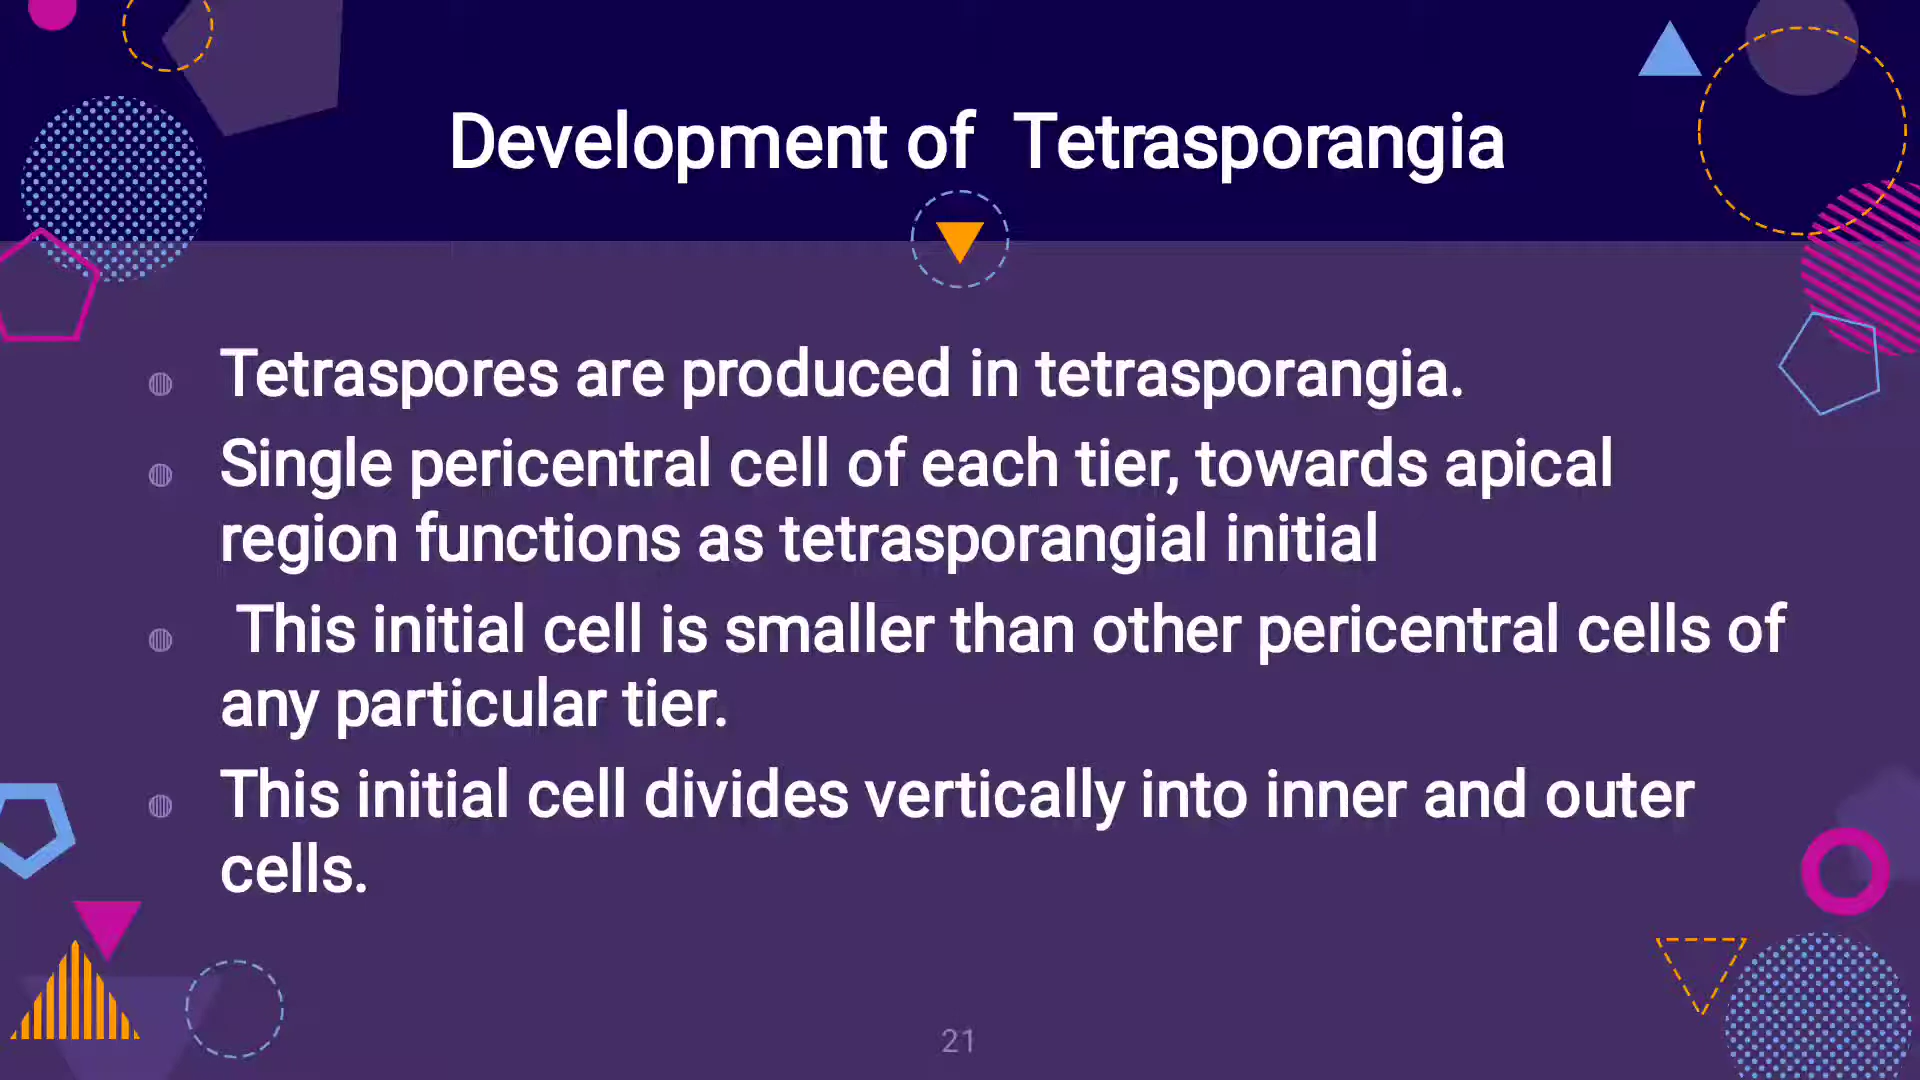 Development of  Tetrasporangia
Tetraspores are produced in tetrasporangia.
Single pericentral cell of each tier, towards apical
region functions as tetrasporangial initial
This initial cell is smaller than other pericentral cells of
any particular tier.
This initial cell divides vertically into inner and outer
cells.
21